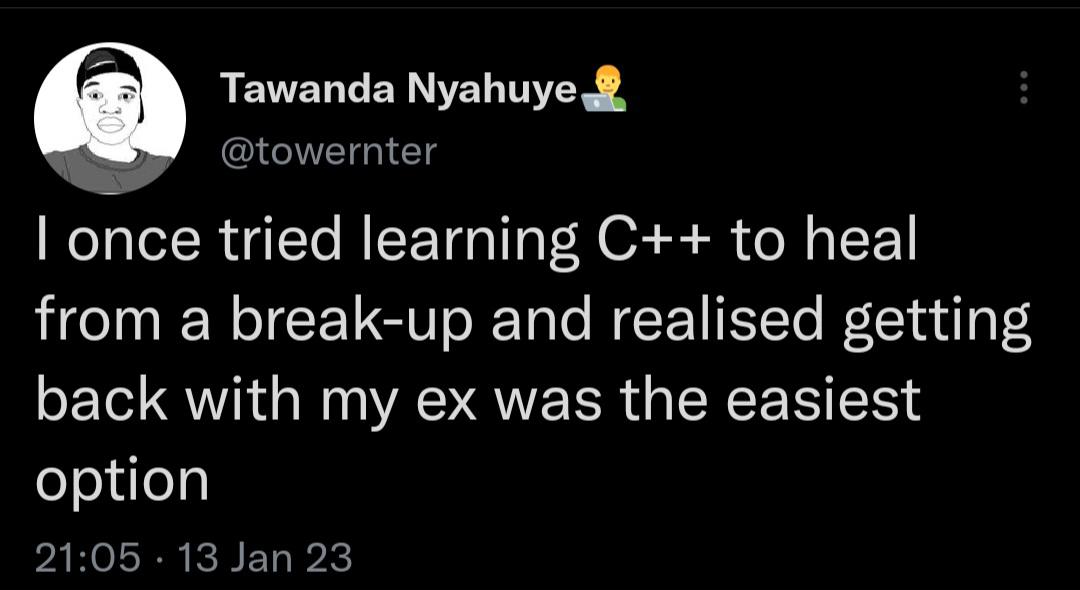 Tawanda Nyahuye👨‍💻
@towernter
I once tried learning C++ to heal
from a break-up and realised getting
back with my ex was the easiest
option
21:05 · 13 Jan 23